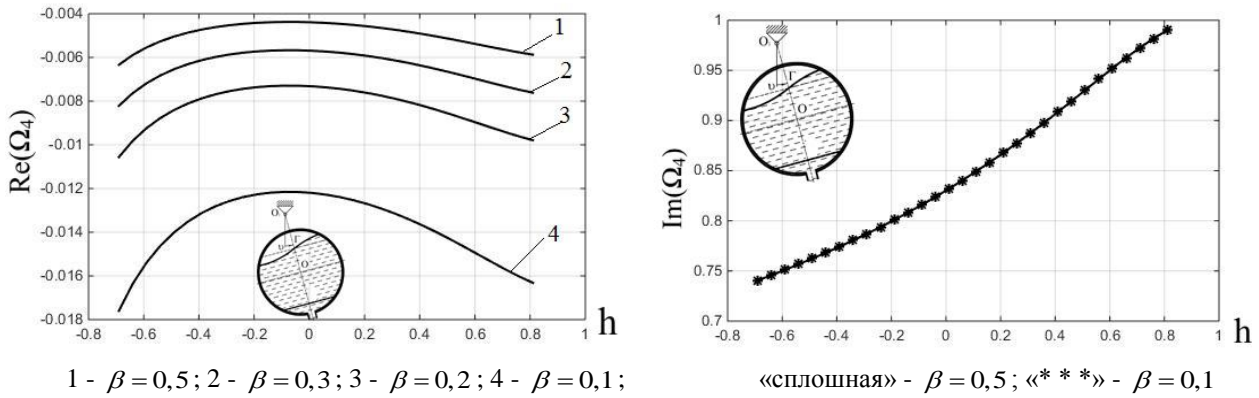 Re(Ω₄)
-0.004
-0.006
-0.008
-0.01
-0.012
-0.014
-0.016
-0.018
-0.8 -0.6 -0.4 -0.2 0 0.2 0.4 0.6 0.8 1
h
1
2
3
4
O
υ
Γ
O
1 - β = 0,5; 2 - β = 0,3; 3 - β = 0,2; 4 - β = 0,1;
Im(Ω₄)
1
0.95
0.9
0.85
0.8
0.75
0.7
-0.8 -0.6 -0.4 -0.2 0 0.2 0.4 0.6 0.8 1
h
O
υ
Γ
O
«сплошная» - β = 0,5; «* * *» - β = 0,1